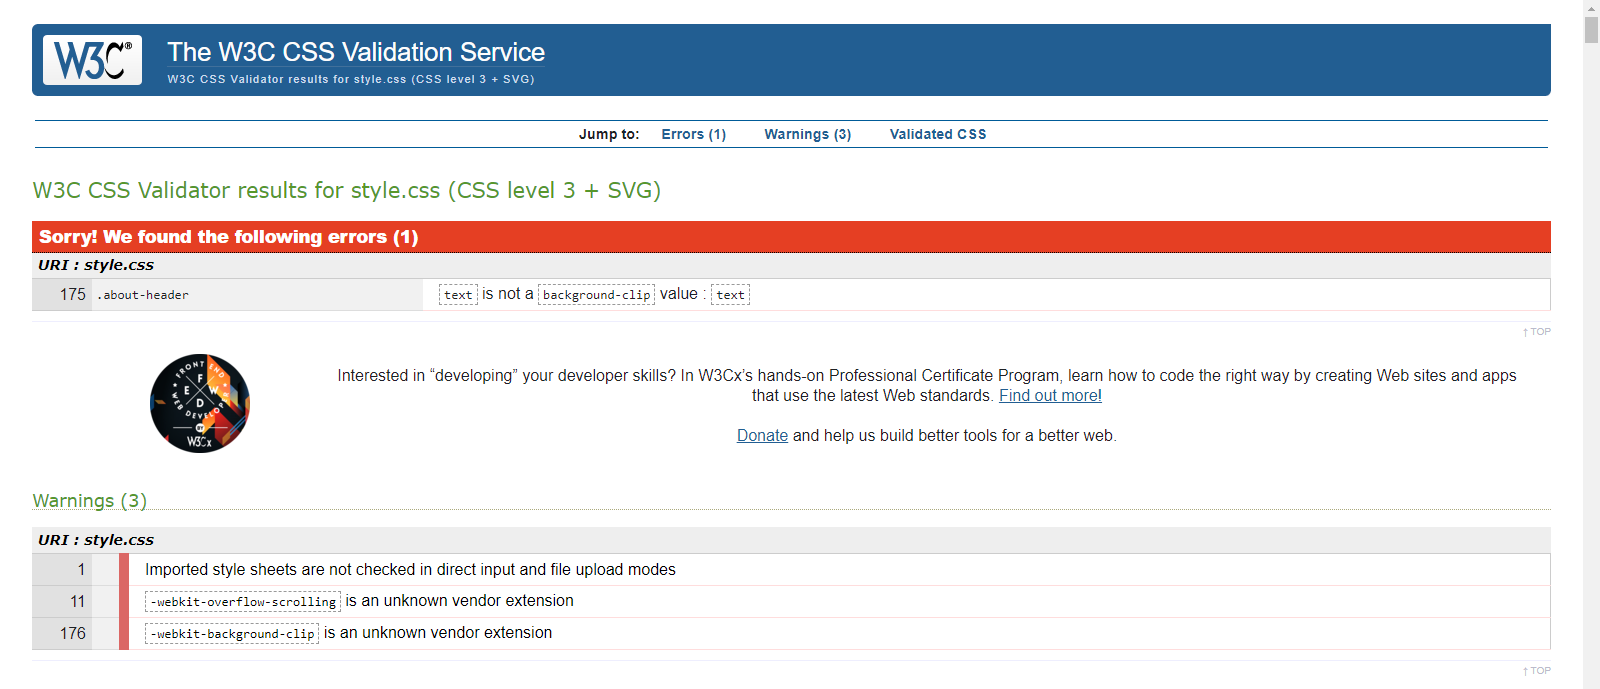 W3C®
The W3C CSS Validation Service
W3C CSS Validator results for style.css (CSS level 3 + SVG)
Jump to: Errors (1) Warnings (3) Validated CSS
W3C CSS Validator results for style.css (CSS level 3 + SVG)
Sorry! We found the following errors (1)
URI : style.css
175 .about-header text is not a background-clip value : text
↑ TOP
FRONT END
F E W D
WEB DEVELOPER
BY
W3Cx
Interested in “developing” your developer skills? In W3Cx’s hands-on Professional Certificate Program, learn how to code the right way by creating Web sites and apps
that use the latest Web standards. Find out more!
Donate and help us build better tools for a better web.
Warnings (3)
URI : style.css
1 Imported style sheets are not checked in direct input and file upload modes
11 -webkit-overflow-scrolling is an unknown vendor extension
176 -webkit-background-clip is an unknown vendor extension
↑ TOP